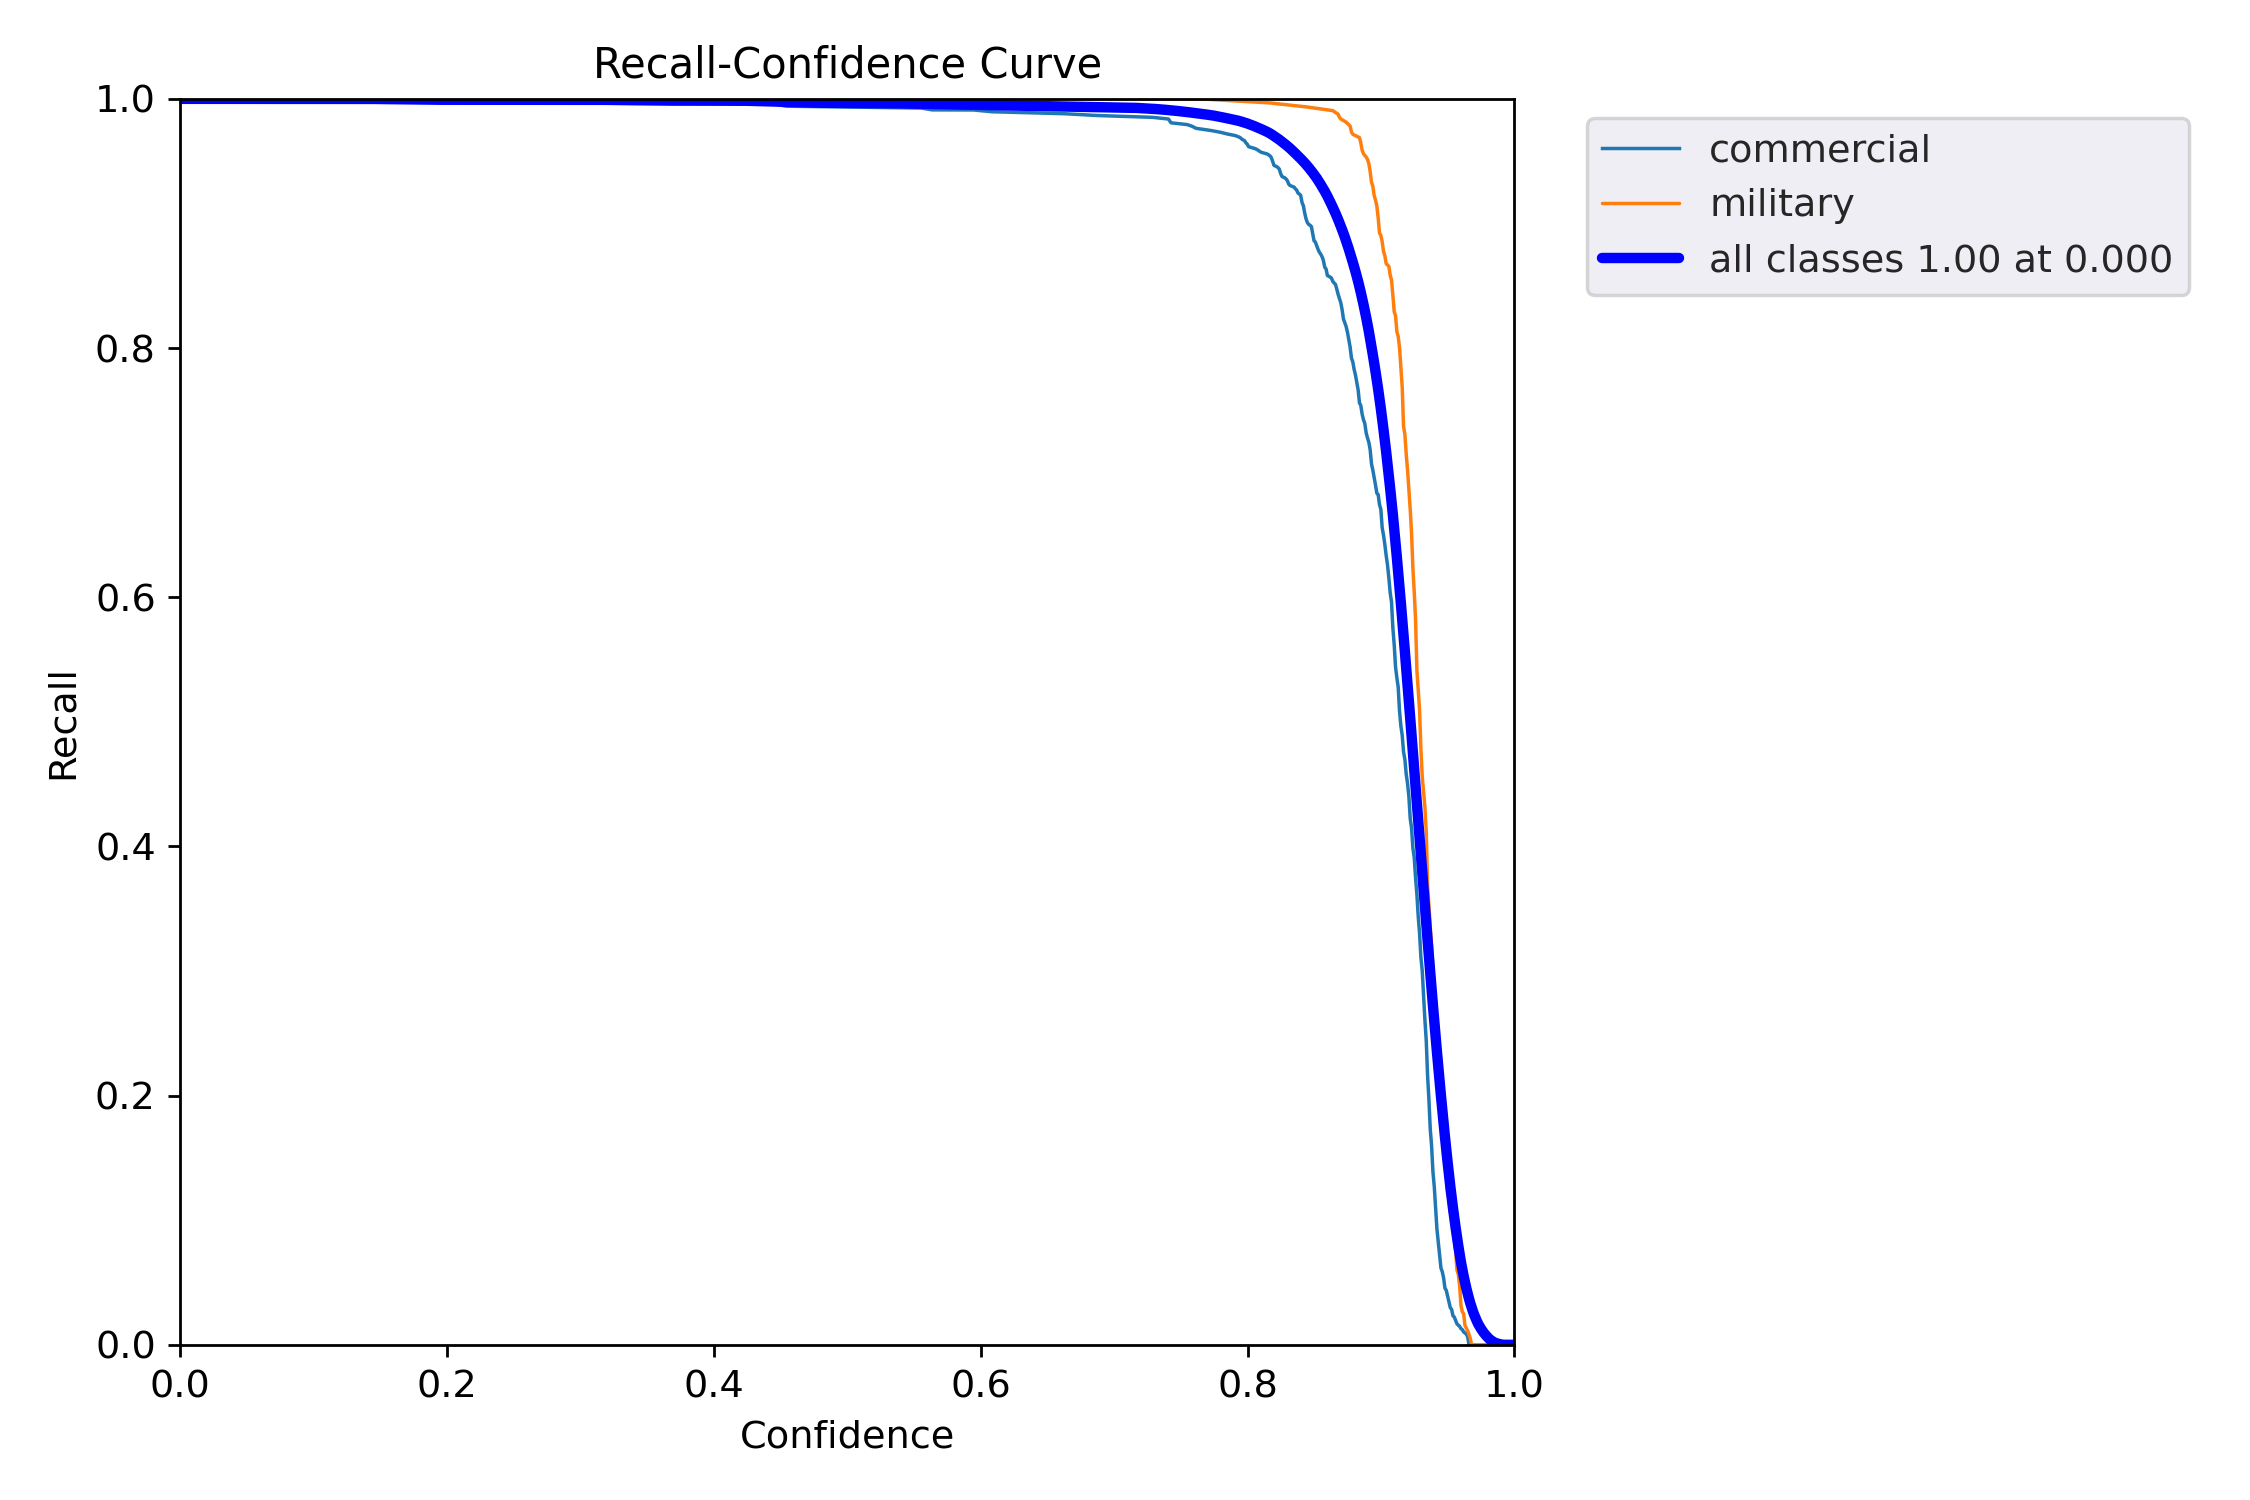 Recall-Confidence Curve
1.0
0.8
0.6
0.4
0.2
0.0
Recall
0.0 0.2 0.4 0.6 0.8 1.0
Confidence
commercial
military
all classes 1.00 at 0.000